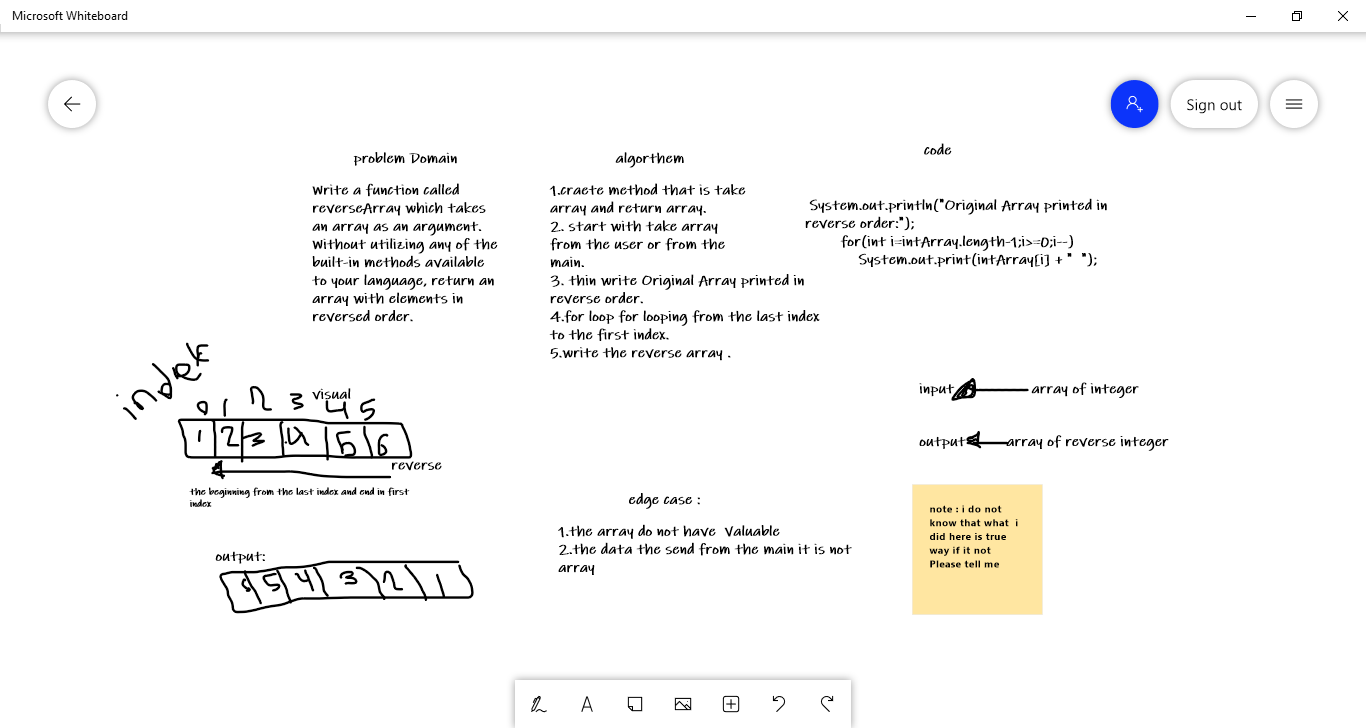 Microsoft Whiteboard
Sign out
problem Domain
Write a function called
reverseArray which takes
an array as an argument.
Without utilizing any of the
built-in methods available
to your language, return an
array with elements in
reversed order.
algorthem
1.craete method that is take
array and return array.
2. start with take array
from the user or from the
main.
3. thin write Original Array printed in
reverse order.
4.for loop for looping from the last index
to the first index.
5.write the reverse array .
code
System.out.println("Original Array printed in
reverse order:");
for(int i=intArray.length-1;i>=0;i--)
System.out.print(intArray[i] + "  ");
index
visual
0 1 2 3 4 5
1 2 3 4 5 6
reverse
the beginning from the last index and end in first
index
output:
6 5 4 3 2 1
input
array of integer
output
array of reverse integer
edge case :
1.the array do not have  Valuable
2.the data the send from the main it is not
array
note : i do not
know that what  i
did here is true
way if it not
Please tell me
A